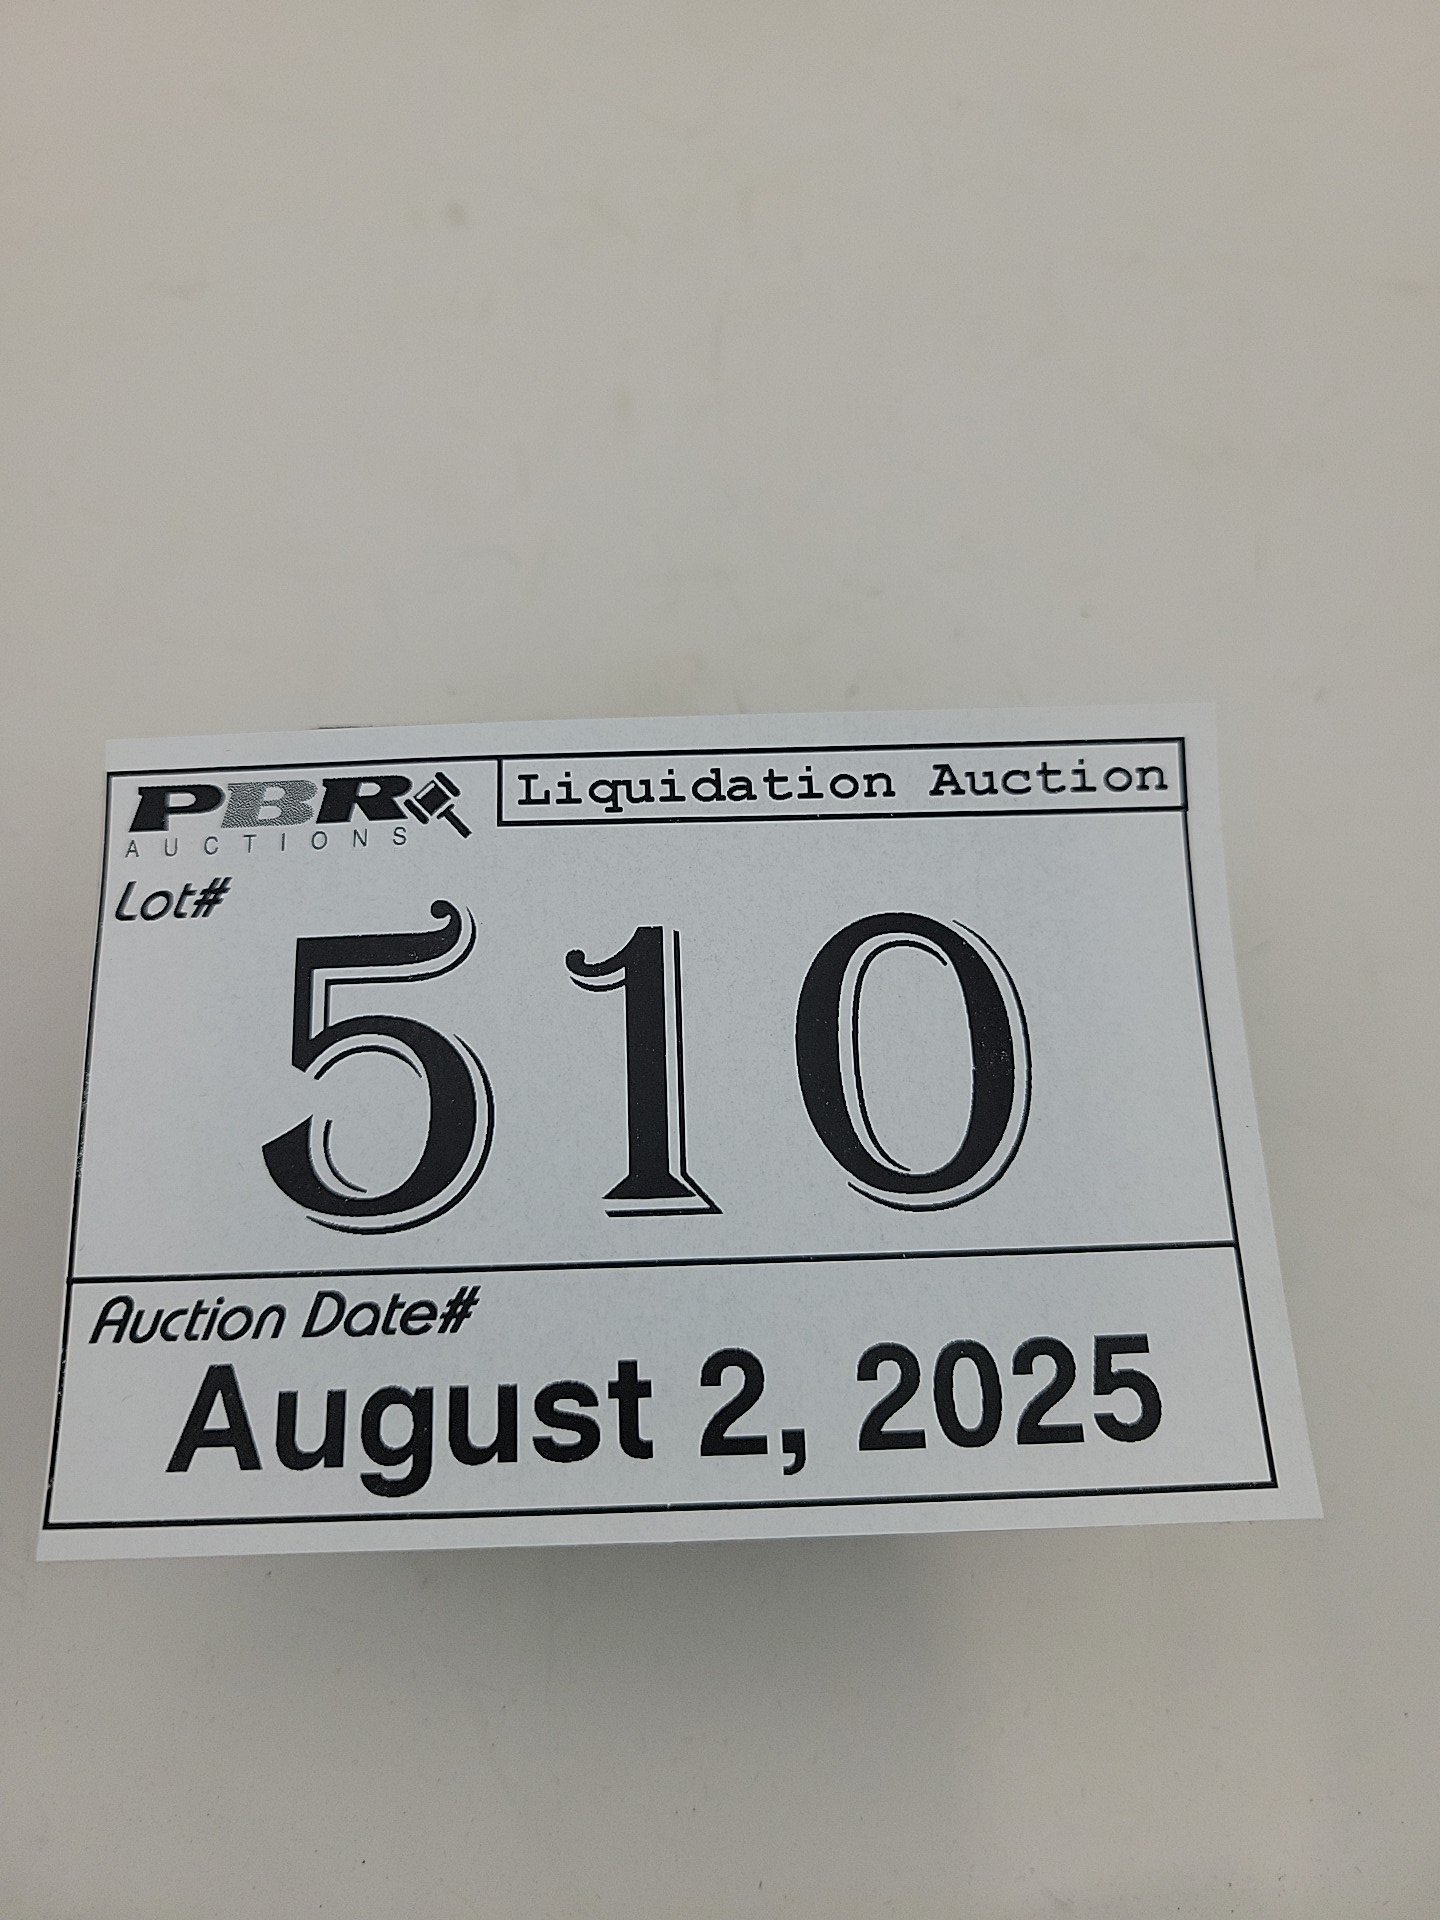 PBR
AUCTIONS
Liquidation Auction
Lot#
510
Auction Date#
August 2, 2025